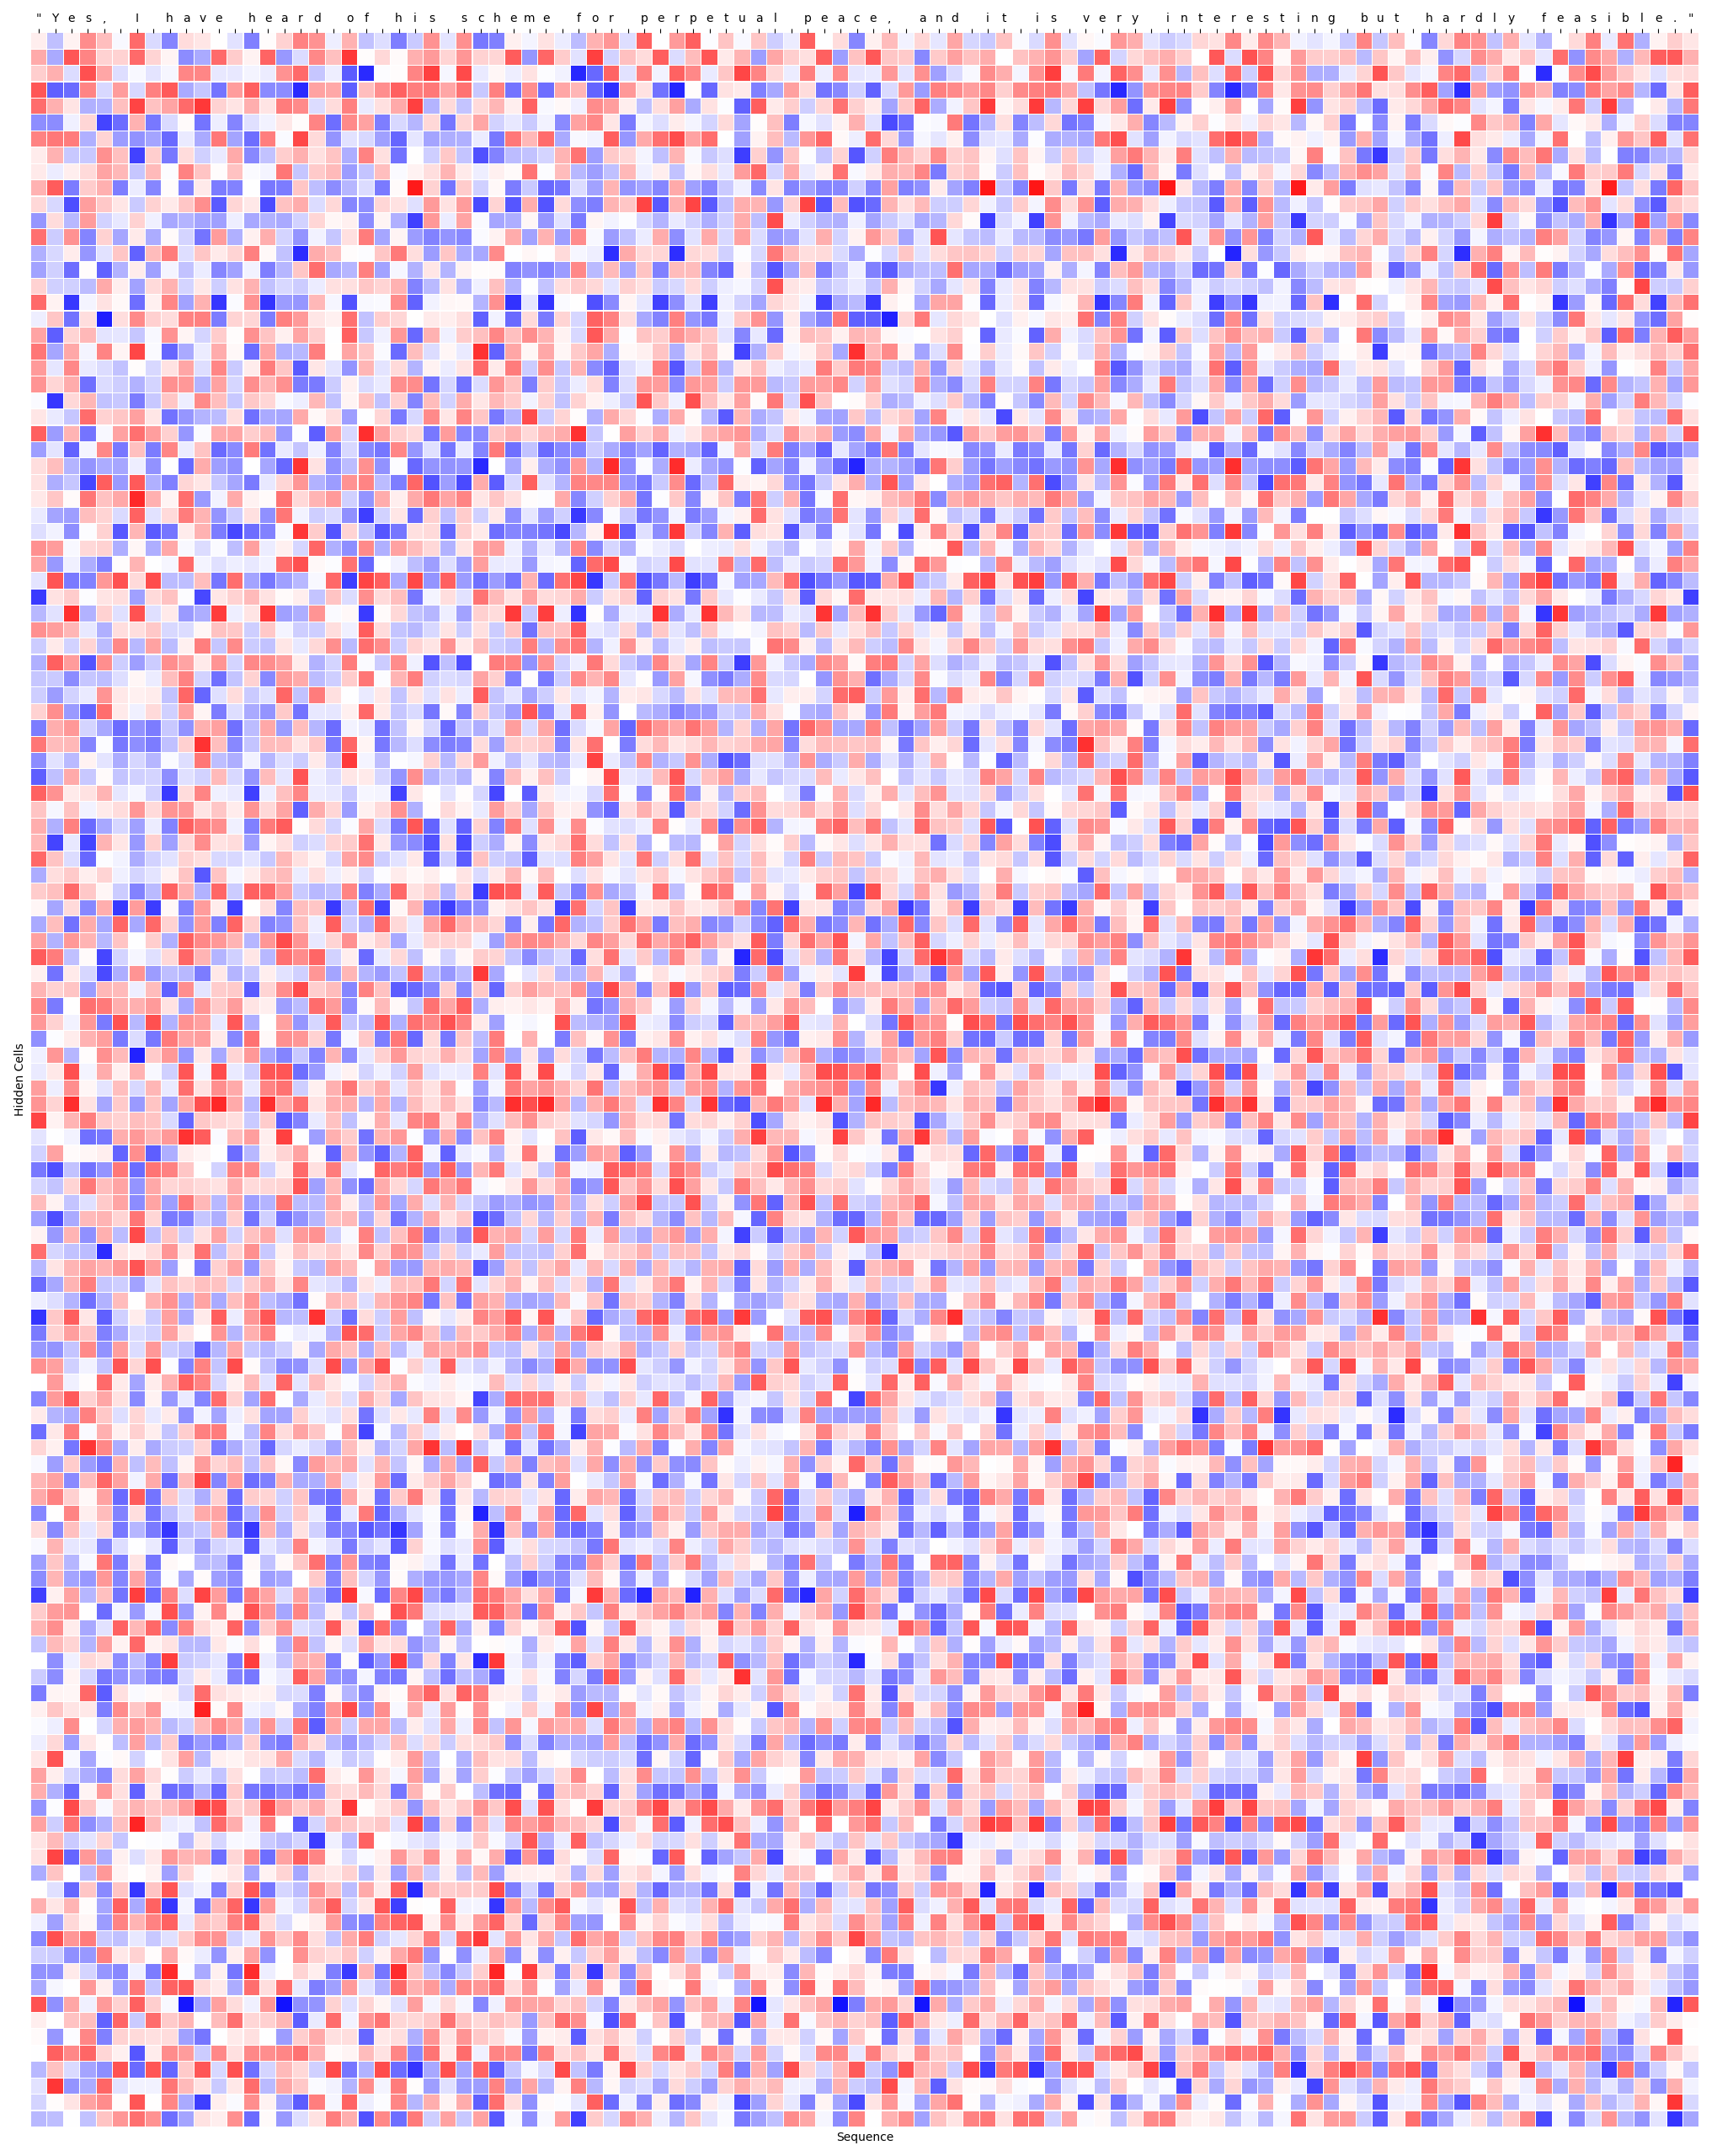 "Yes, I have heard of his scheme for perpetual peace, and it is very interesting but hardly feasible."
Hidden Cells
Sequence